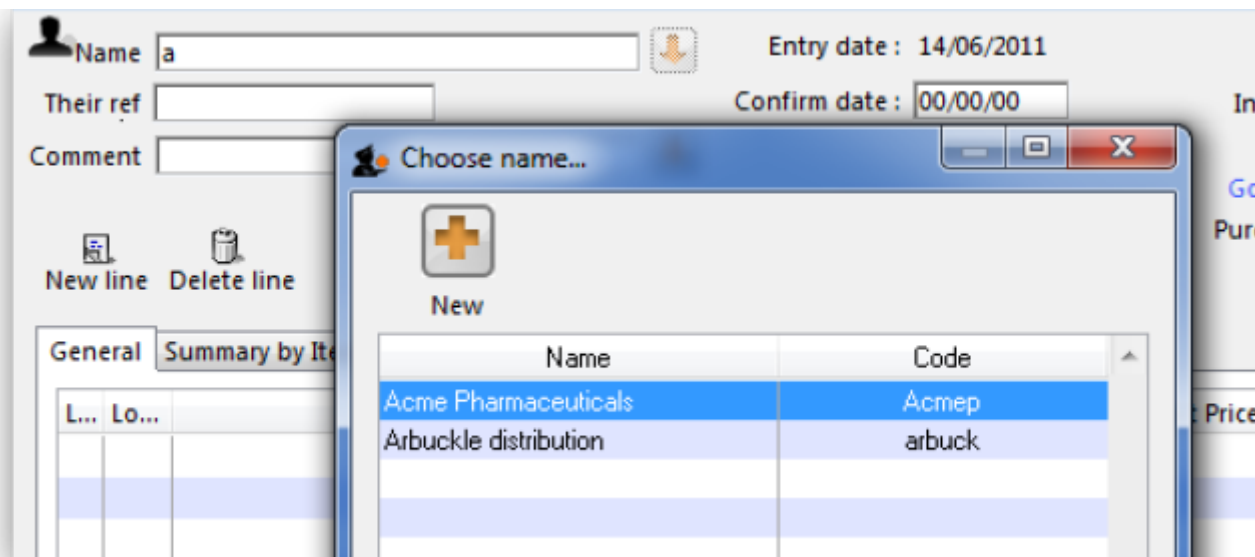 Name a Entry date : 14/06/2011
Their ref Confirm date : 00/00/00 In
Comment Choose name...
Go
Pur
New line Delete line New
General Summary by Ite
Name Code
L... Lo... Price
Acme Pharmaceuticals Acmep
Arbuckle distribution arbuck